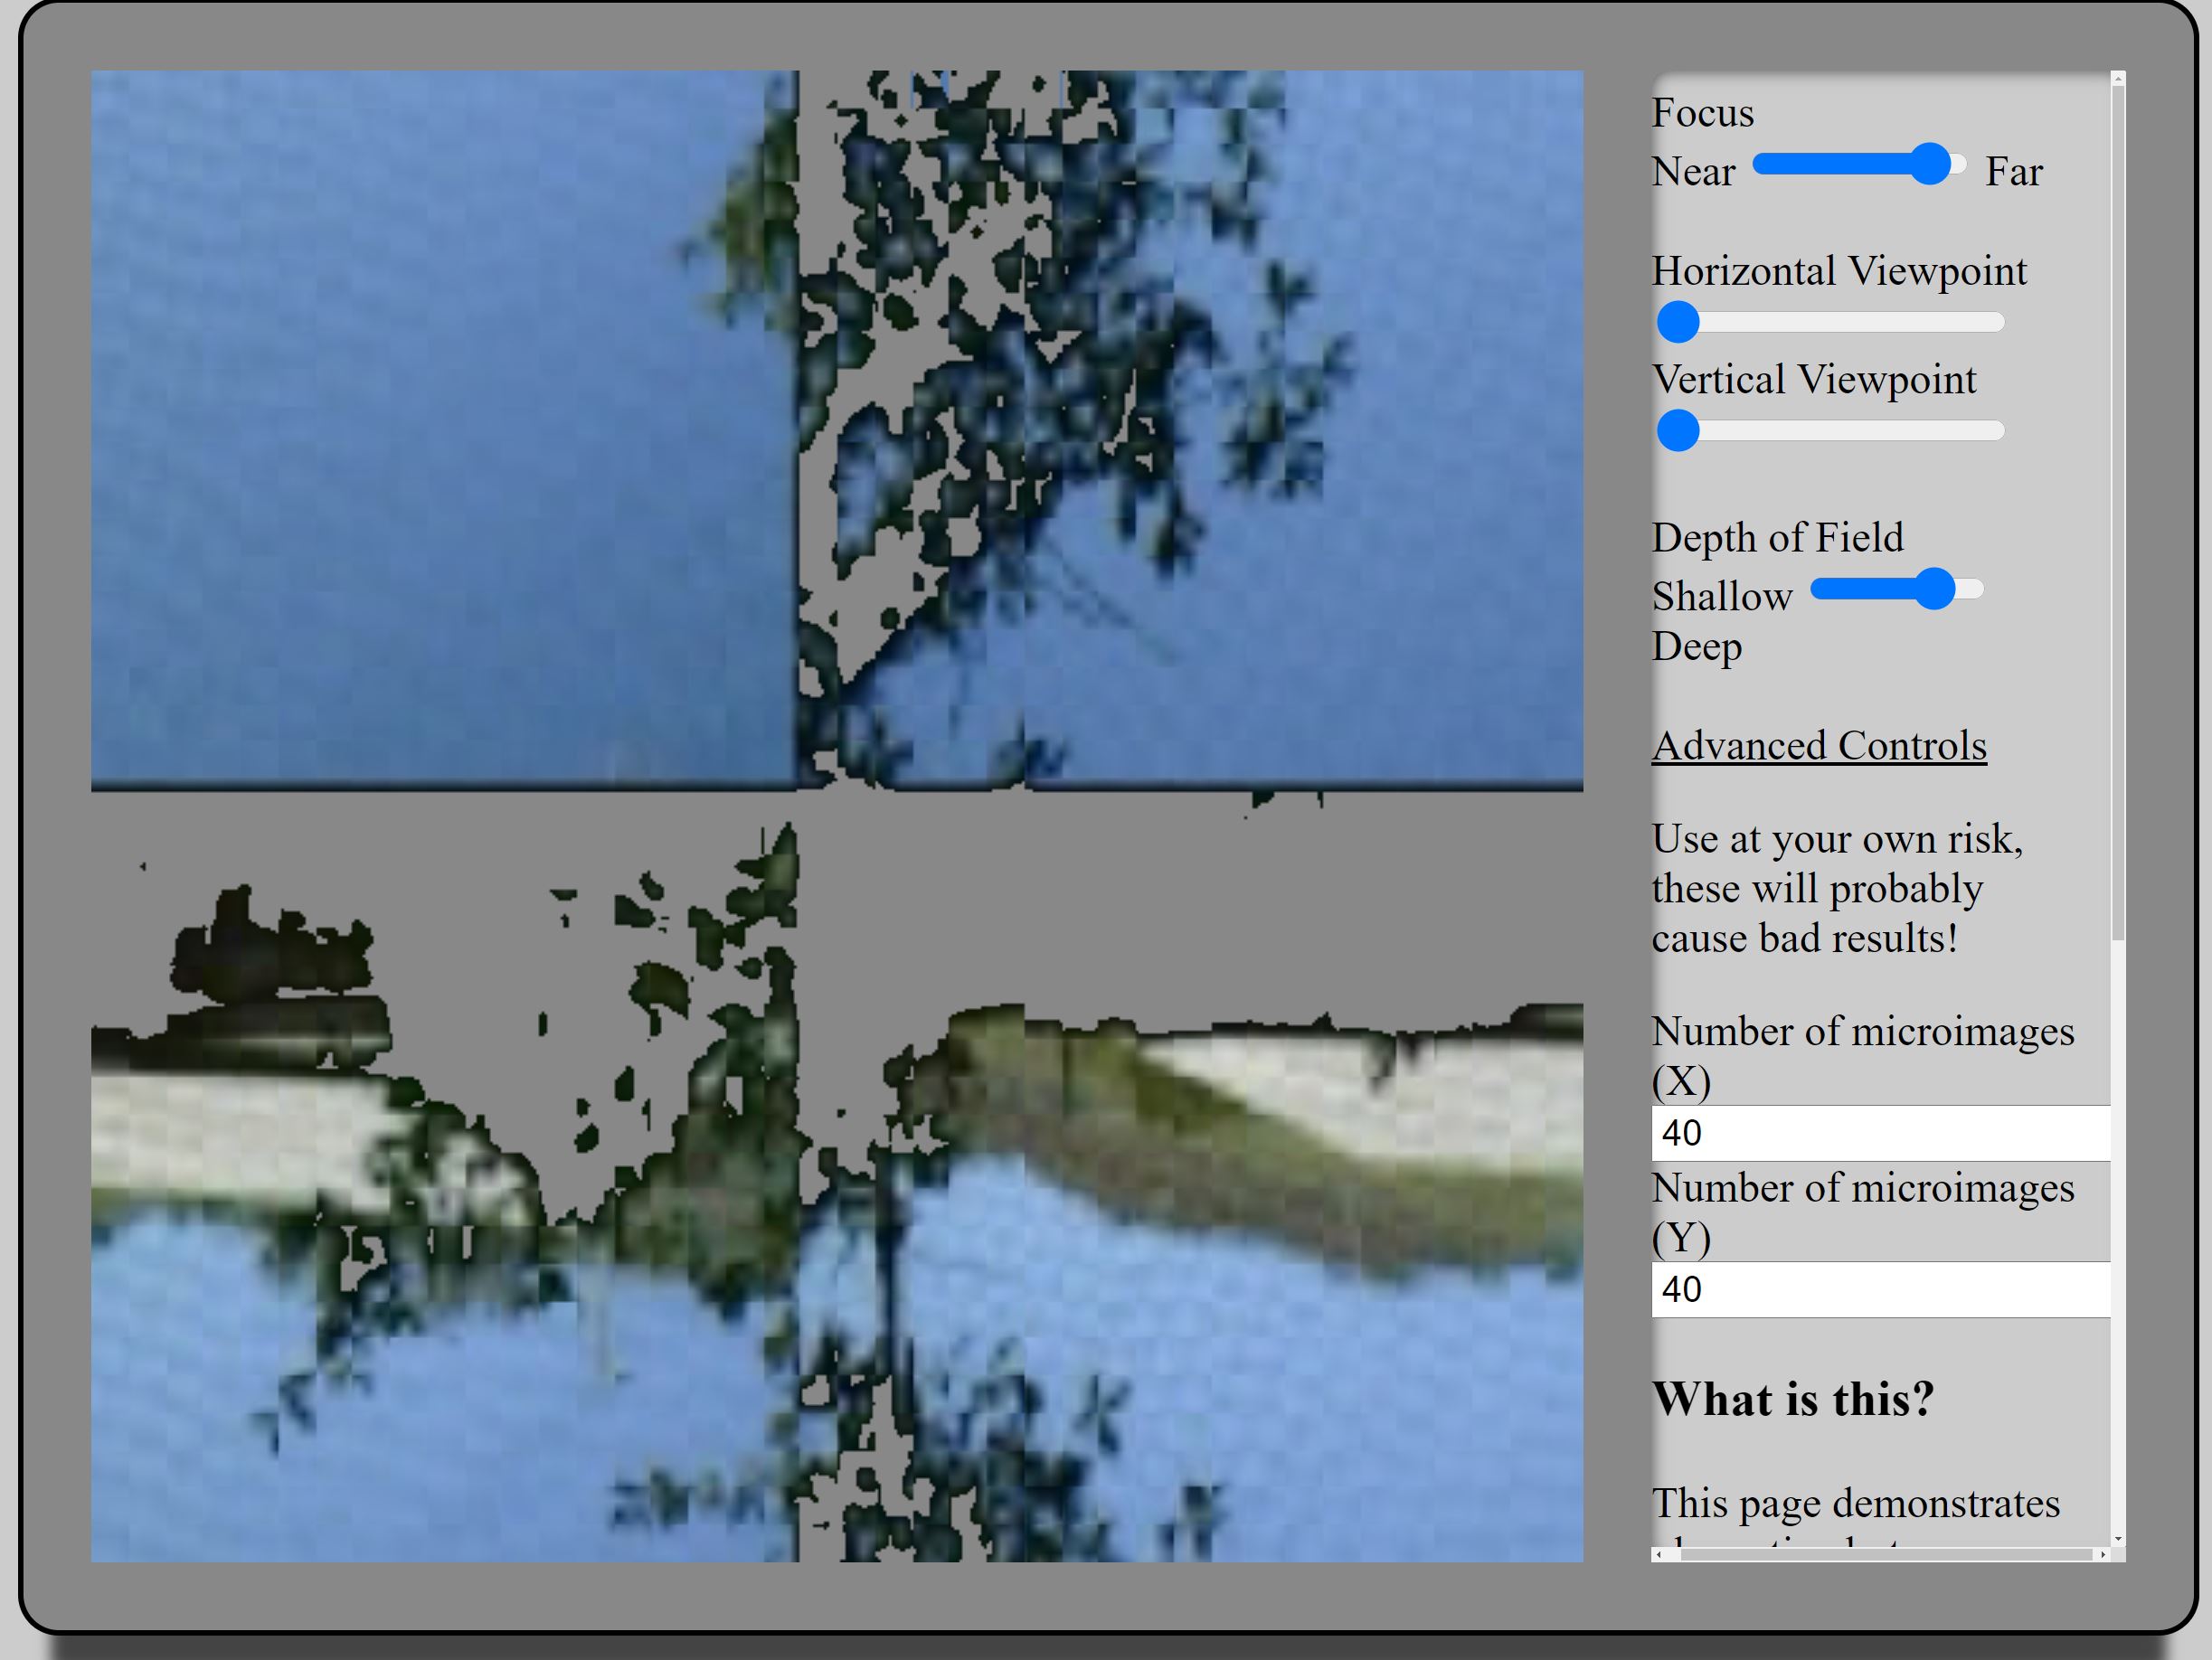 Focus
Near Far
Horizontal Viewpoint
Vertical Viewpoint
Depth of Field
Shallow
Deep
Advanced Controls
Use at your own risk,
these will probably
cause bad results!
Number of microimages
(X)
40
Number of microimages
(Y)
40
What is this?
This page demonstrates